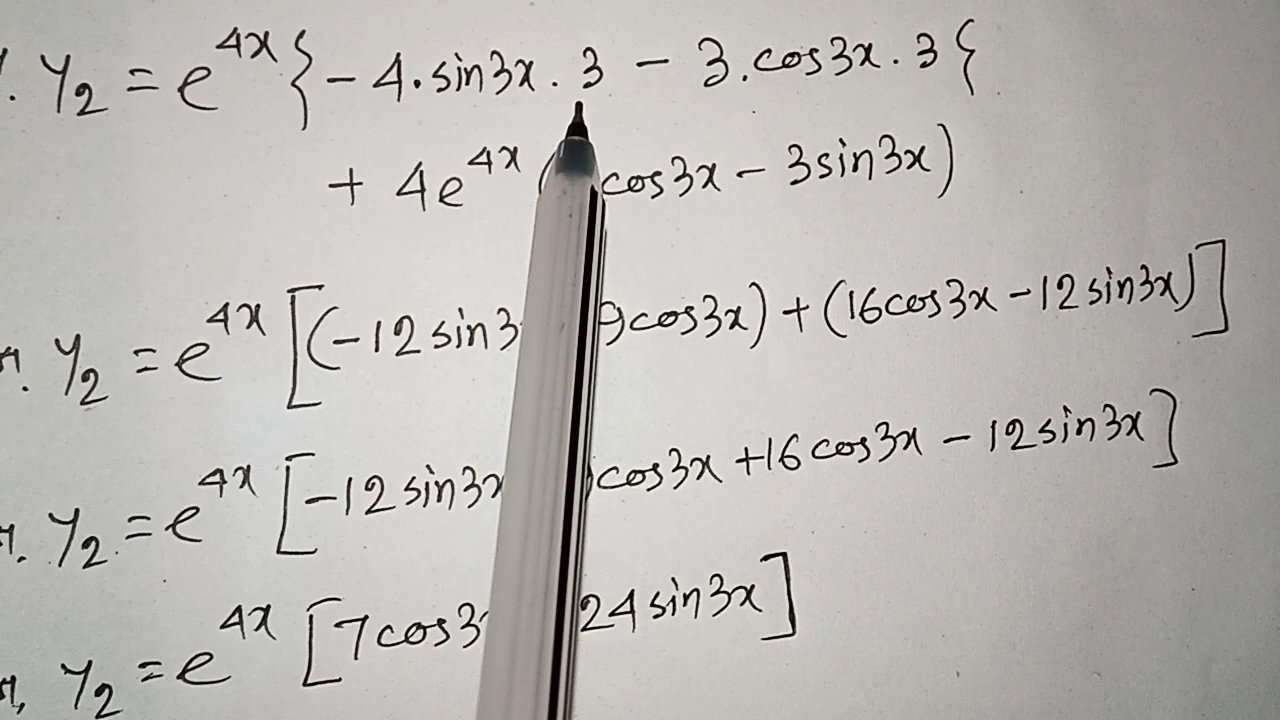 . y₂ = e^{4x} { - 4.sin3x . 3 - 3.cos3x . 3 {
+ 4e^{4x} ( cos3x - 3sin3x)
. y₂ = e^{4x} [(-12 sin3 9cos3x) + (16cos3x - 12 sin3x)]
. y₂ = e^{4x} [-12 sin3x cos3x +16 cos3x - 12 sin3x]
, y₂ = e^{4x} [7cos3 24 sin3x]